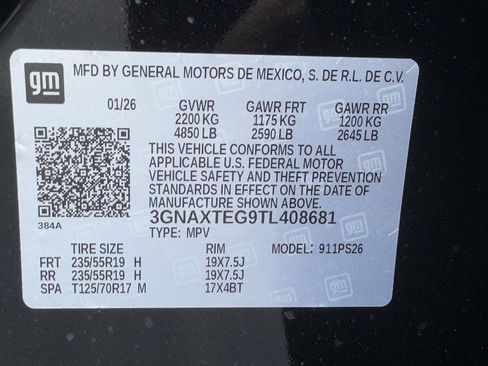 gm MFD BY GENERAL MOTORS DE MEXICO, S. DE R.L. DE C.V.
01/26 GVWR GAWR FRT GAWR RR
2200 KG 1175 KG 1200 KG
4850 LB 2590 LB 2645 LB
THIS VEHICLE CONFORMS TO ALL
APPLICABLE U.S. FEDERAL MOTOR
VEHICLE SAFETY AND THEFT PREVENTION
STANDARDS IN EFFECT ON THE DATE OF
MANUFACTURE SHOWN ABOVE.
384A 3GNAXTEG9TL408681
TYPE: MPV
TIRE SIZE RIM MODEL: 911PS26
FRT 235/55R19 H 19X7.5J
RR 235/55R19 H 19X7.5J
SPA T125/70R17 M 17X4BT